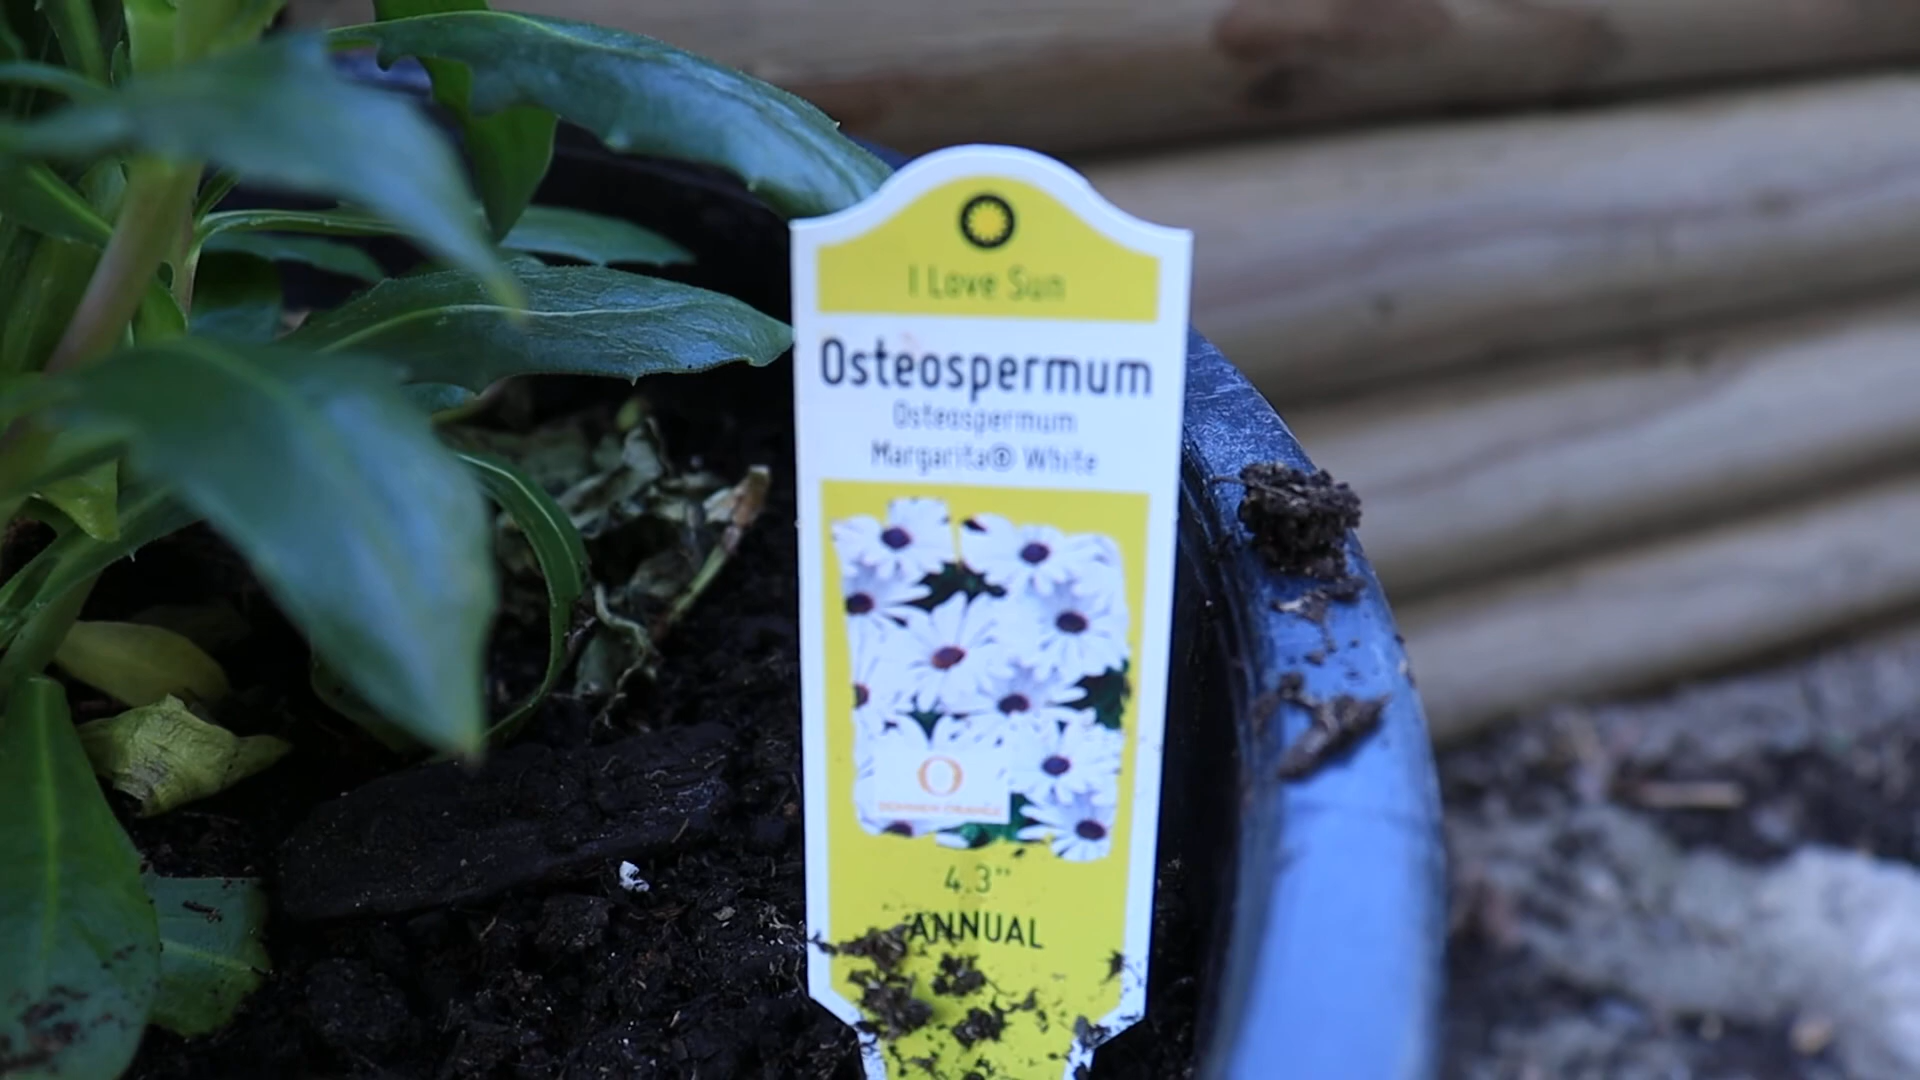 I Love Sun
Osteospermum
Osteospermum
Margarita® White
4.3"
ANNUAL